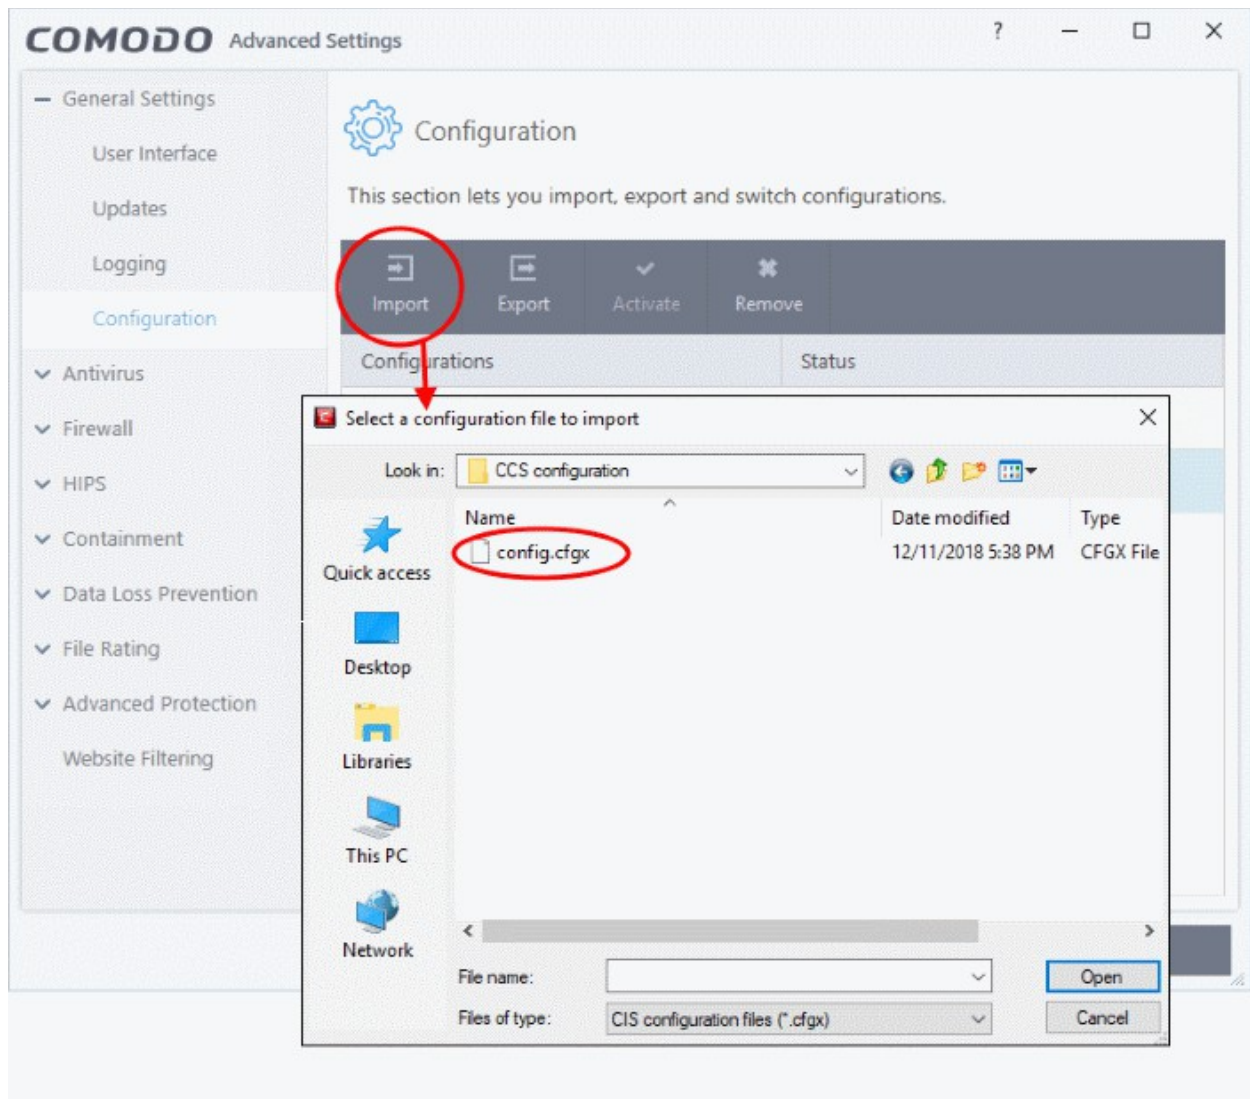 COMODO Advanced Settings
?
General Settings
User Interface
Updates
Logging
Configuration
Antivirus
Firewall
HIPS
Containment
Data Loss Prevention
File Rating
Advanced Protection
Website Filtering
Configuration
This section lets you import, export and switch configurations.
Import Export Activate Remove
Configurations Status
Select a configuration file to import
Look in: CCS configuration
Quick access
Desktop
Libraries
This PC
Network
Name Date modified Type
config.cfgx 12/11/2018 5:38 PM CFGX File
File name: Open
Files of type: CIS configuration files (*.cfgx) Cancel